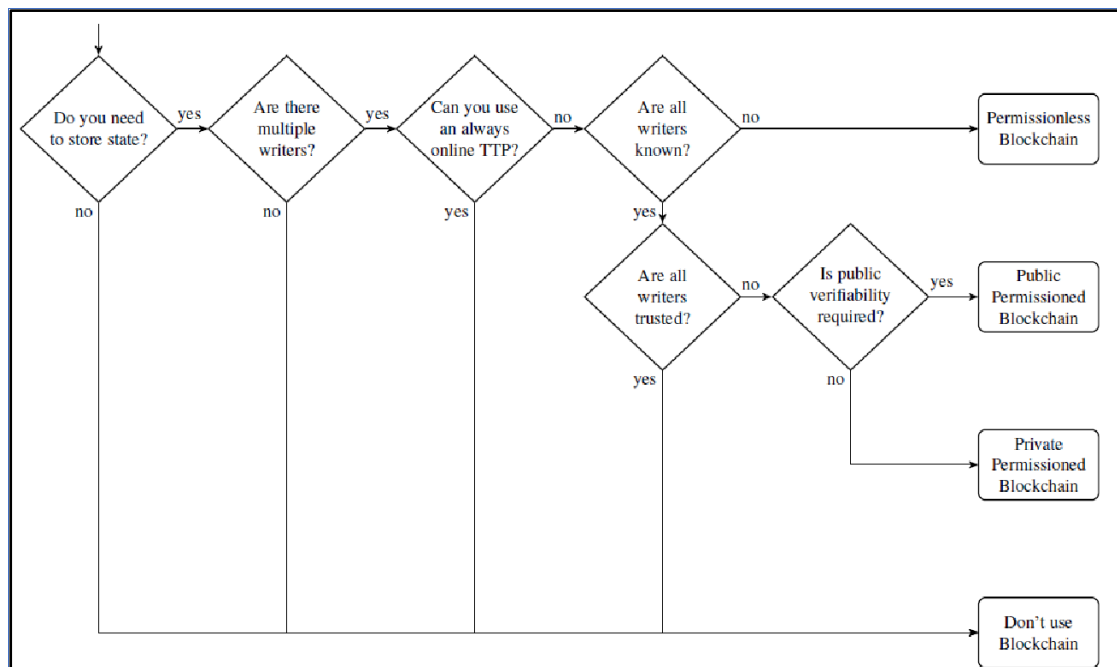 Do you need
to store state?
yes
no
Are there
multiple
writers?
yes
no
Can you use
an always
online TTP?
no
yes
Are all
writers
known?
no
yes
Permissionless
Blockchain
Are all
writers
trusted?
no
yes
Is public
verifiability
required?
yes
no
Public
Permissioned
Blockchain
Private
Permissioned
Blockchain
Don't use
Blockchain